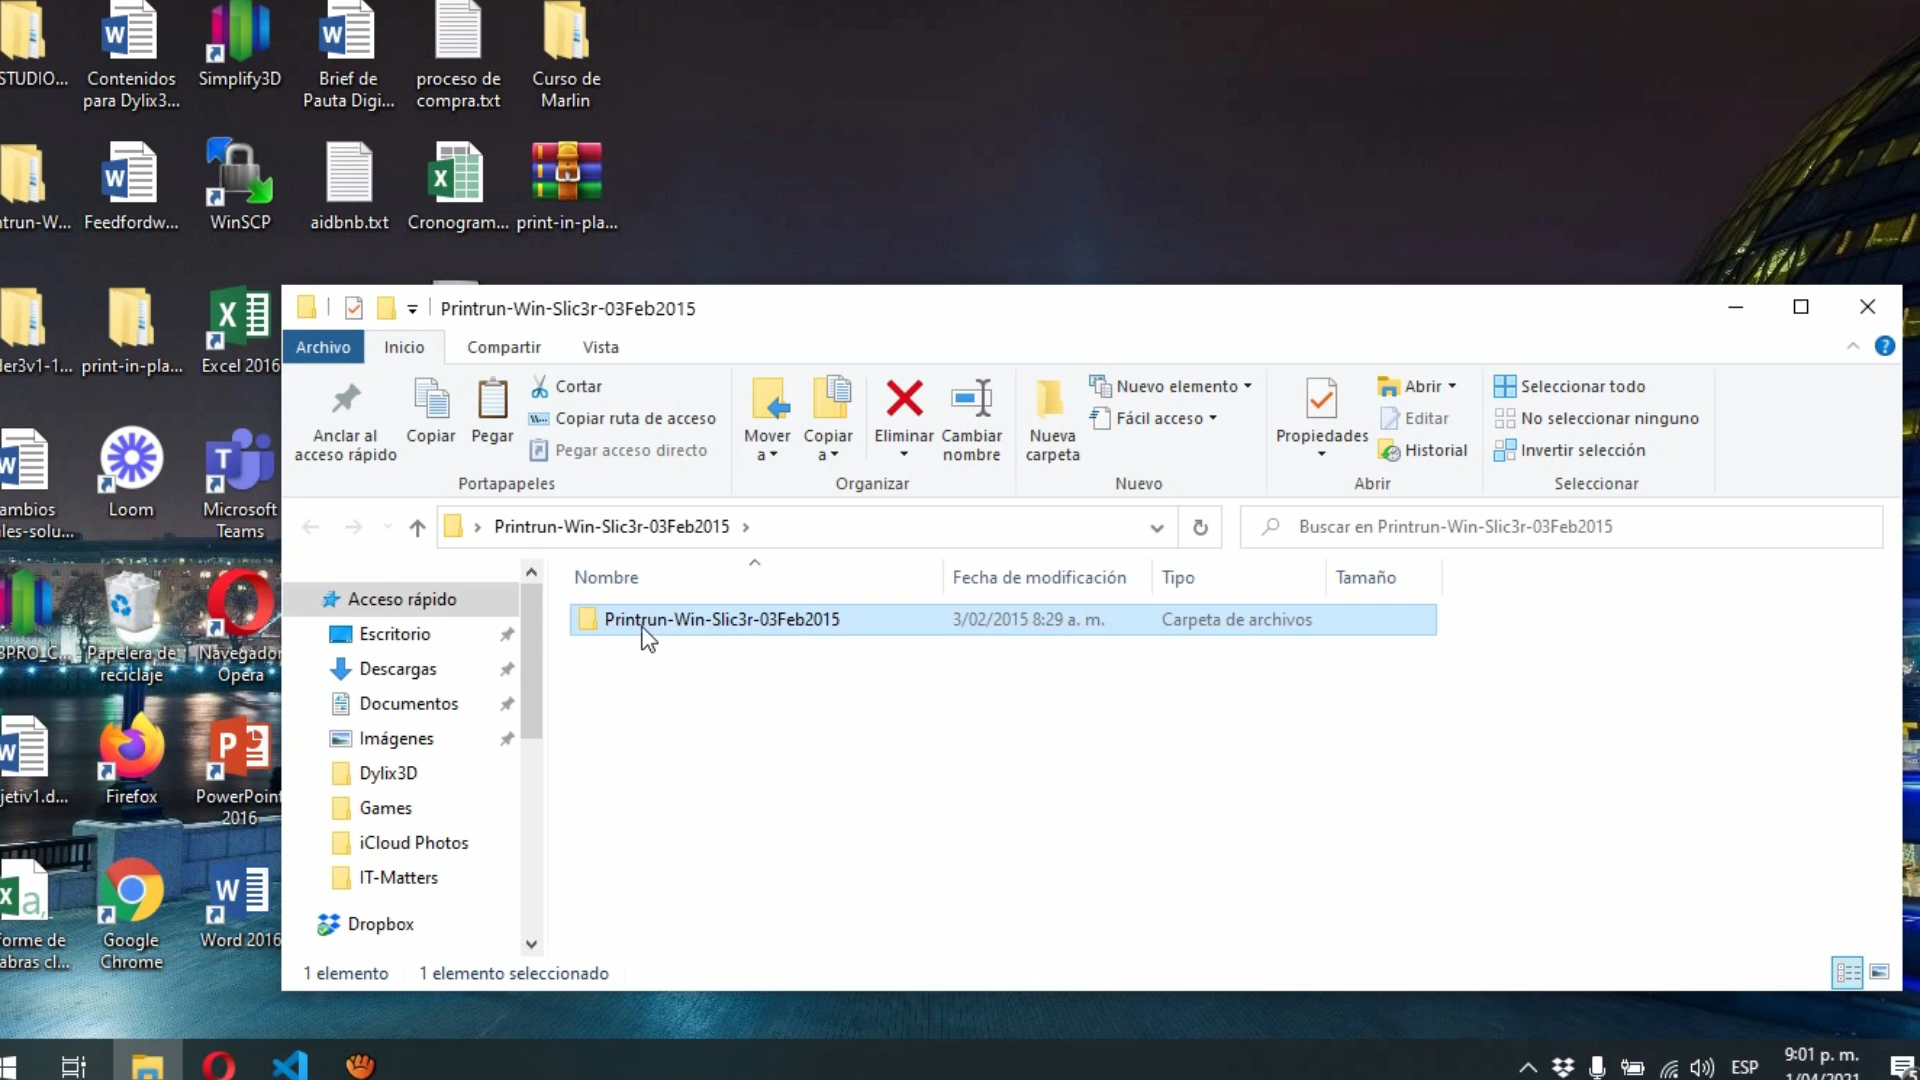 STUDIO...
Contenidos
para Dylix3...
Simplify3D
Brief de
Pauta Digi...
proceso de
compra.txt
Curso de
Marlin
ntrun-W...
Feedfordw...
WinSCP
aidbnb.txt
Cronogram...
print-in-pla...
der3v1-1...
print-in-pla...
Excel 2016
ambios
les-solu...
Loom
Microsoft
Teams
BPRO_C...
Papelera de
reciclaje
Navegador
Opera
jetiv1.d...
Firefox
PowerPoint
2016
forme de
abras cl...
Google
Chrome
Word 2016
Printrun-Win-Slic3r-03Feb2015
Archivo
Inicio
Compartir
Vista
Anclar al
acceso rápido
Copiar
Pegar
Cortar
Copiar ruta de acceso
Pegar acceso directo
Portapapeles
Mover
a
Copiar
a
Eliminar
Cambiar
nombre
Organizar
Nueva
carpeta
Nuevo elemento
Fácil acceso
Nuevo
Propiedades
Abrir
Editar
Historial
Abrir
Seleccionar todo
No seleccionar ninguno
Invertir selección
Seleccionar
Printrun-Win-Slic3r-03Feb2015
Buscar en Printrun-Win-Slic3r-03Feb2015
Nombre
Fecha de modificación
Tipo
Tamaño
Printrun-Win-Slic3r-03Feb2015
3/02/2015 8:29 a. m.
Carpeta de archivos
Acceso rápido
Escritorio
Descargas
Documentos
Imágenes
Dylix3D
Games
iCloud Photos
IT-Matters
Dropbox
1 elemento
1 elemento seleccionado
ESP
9:01 p. m.
1/04/2021